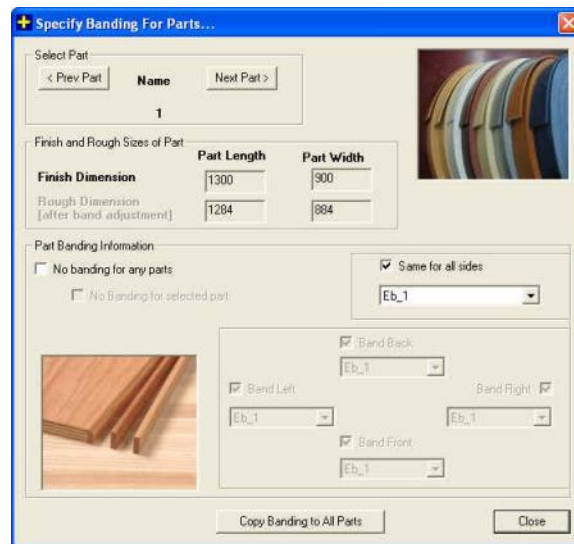 Specify Banding For Parts...
Select Part
< Prev Part
Name
Next Part >
1
Finish and Rough Sizes of Part
Part Length
Part Width
Finish Dimension
1300
900
Rough Dimension
[after band adjustment]
1284
884
Part Banding Information
No banding for any parts
No Banding for selected part
Same for all sides
Eb_1
Band Back
Eb_1
Band Left
Band Right
Eb_1
Eb_1
Band Front
Eb_1
Copy Banding to All Parts
Close